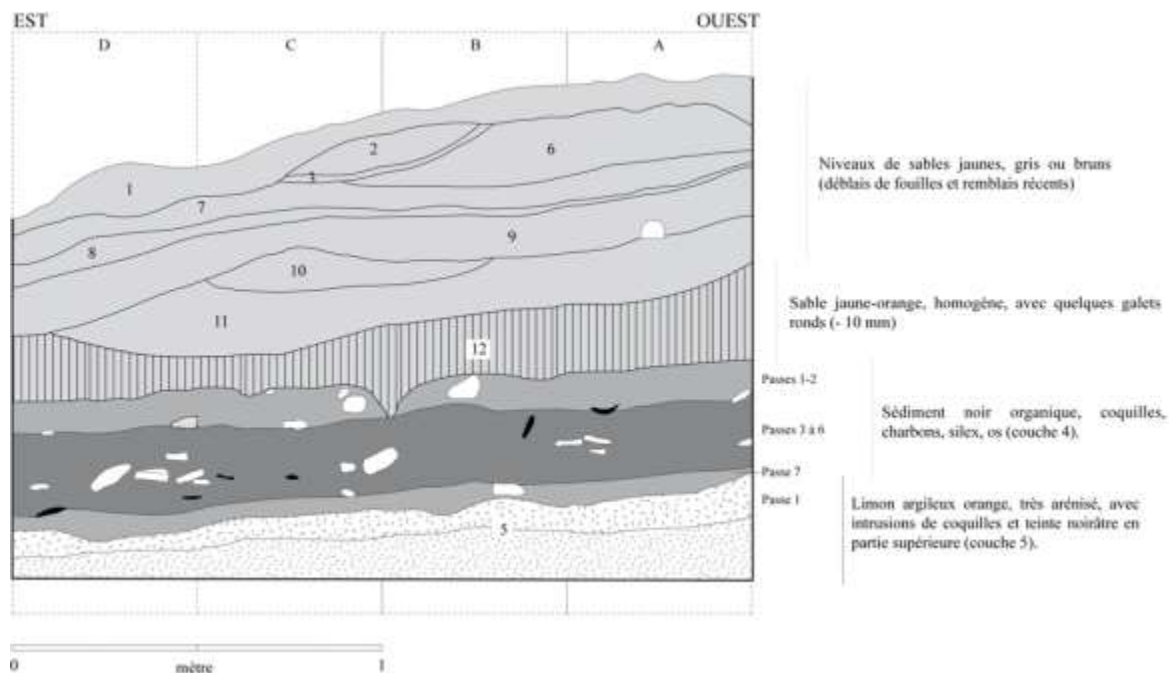 EST
OUEST
D
C
B
A
2
6
3
1
7
8
9
10
11
12
5
Niveaux de sables jaunes, gris ou bruns
(déblais de fouilles et remblais récents)
Sable jaune-orange, homogène, avec quelques galets
ronds (- 10 mm)
Passes 1-2
Passes 3 à 6
Passe 7
Passe 1
Sédiment noir organique, coquilles,
charbons, silex, os (couche 4).
Limon argileux orange, très arénisé, avec
intrusions de coquilles et teinte noirâtre en
partie supérieure (couche 5).
0
mètre
1